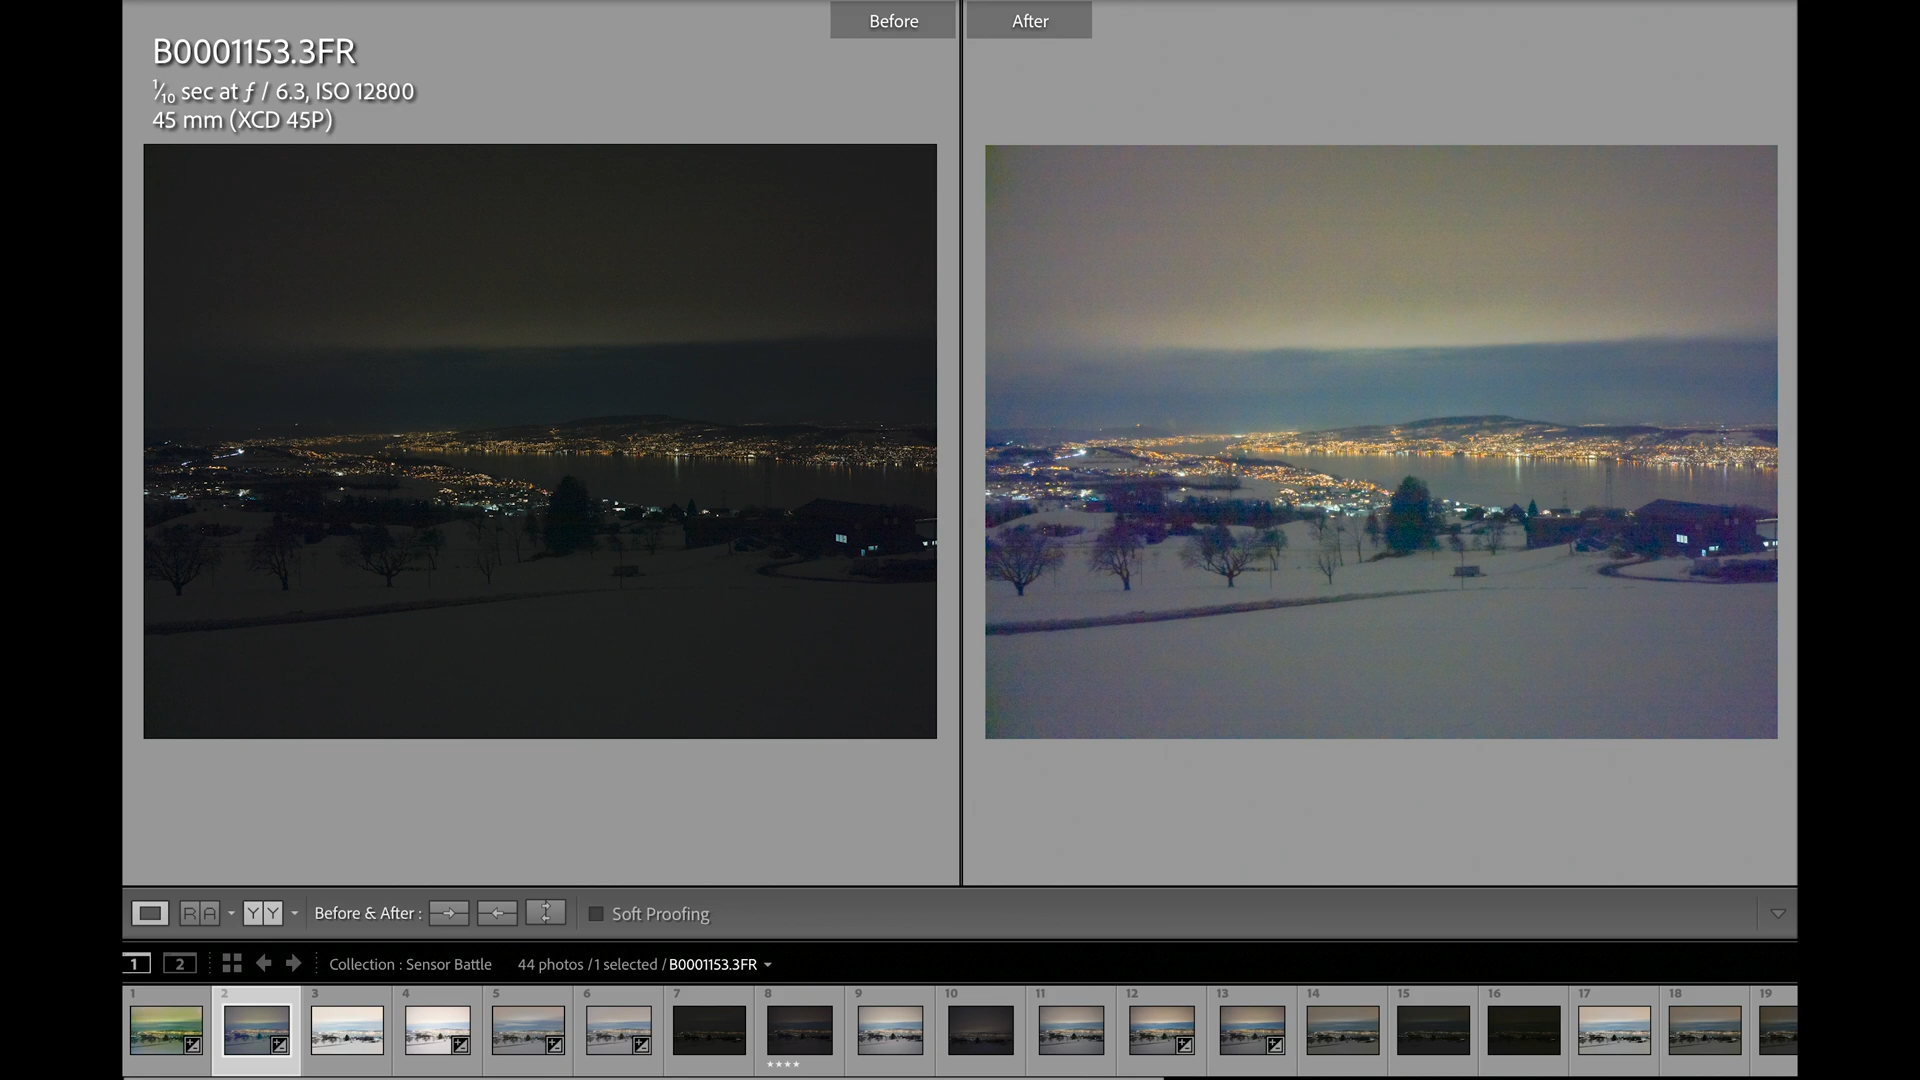 Before
After
B0001153.3FR
1/10 sec at ƒ / 6.3, ISO 12800
45 mm (XCD 45P)
R A
Y Y
Before & After :
Soft Proofing
1
2
Collection : Sensor Battle
44 photos / 1 selected / B0001153.3FR
1
2
3
4
5
6
7
8
9
10
11
12
13
14
15
16
17
18
19